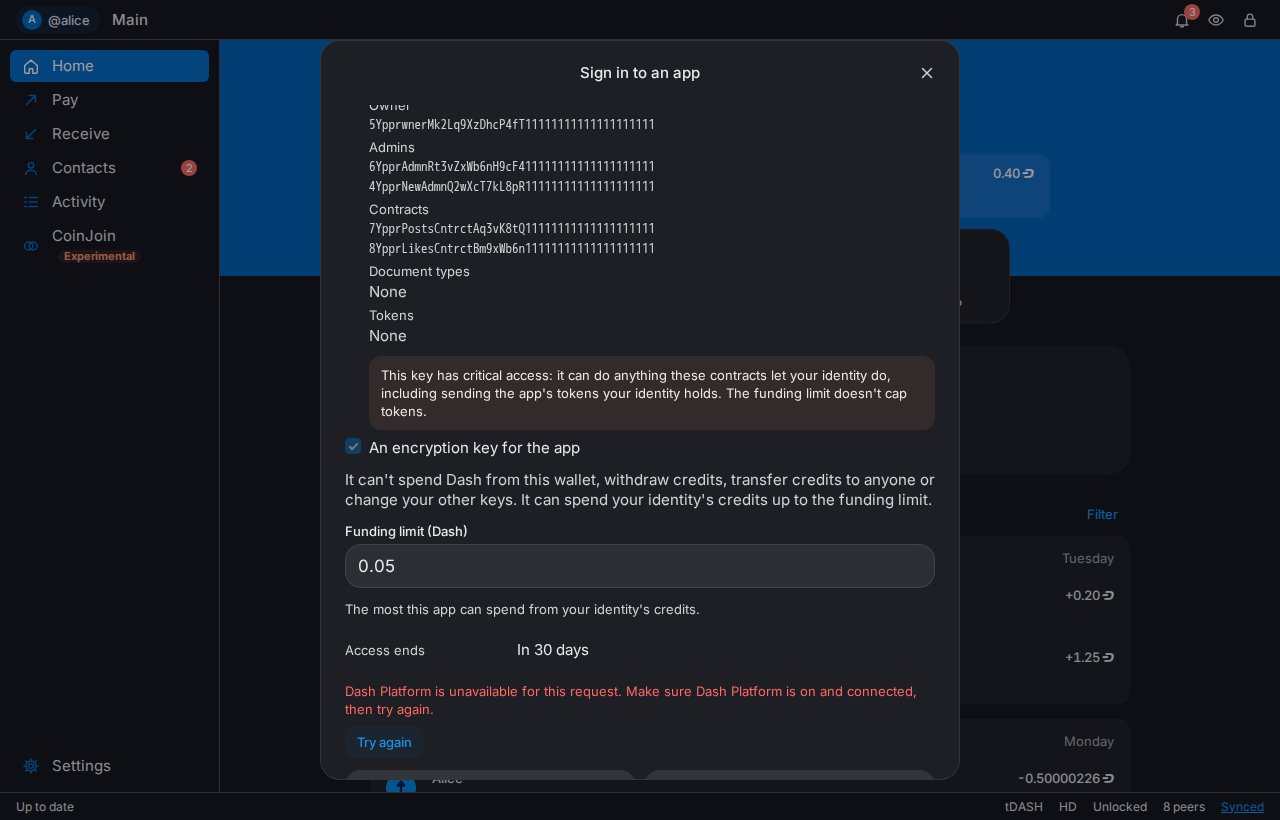 A @alice Main 3
Sign in to an app
Home
Pay
Receive
Contacts 2
Activity
CoinJoin
Experimental
Settings
Owner
5YpprwnerMk2Lq9XzDhcP4fT11111111111111111111
Admins
6YpprAdmnRt3vZxWb6nH9cF411111111111111111111
4YpprNewAdmnQ2wXcT7kL8pR11111111111111111111
Contracts
7YpprPostsCntrctAq3vK8tQ11111111111111111111
8YpprLikesCntrctBm9xWb6n11111111111111111111
Document types
None
Tokens
None
This key has critical access: it can do anything these contracts let your identity do,
including sending the app's tokens your identity holds. The funding limit doesn't cap
tokens.
An encryption key for the app
It can't spend Dash from this wallet, withdraw credits, transfer credits to anyone or
change your other keys. It can spend your identity's credits up to the funding limit.
Funding limit (Dash)
0.05
The most this app can spend from your identity's credits.
Access ends In 30 days
Dash Platform is unavailable for this request. Make sure Dash Platform is on and connected,
then try again.
Try again
Alice
0.40
Filter
Tuesday
+0.20
+1.25
Monday
-0.50000226
Up to date tDASH HD Unlocked 8 peers Synced